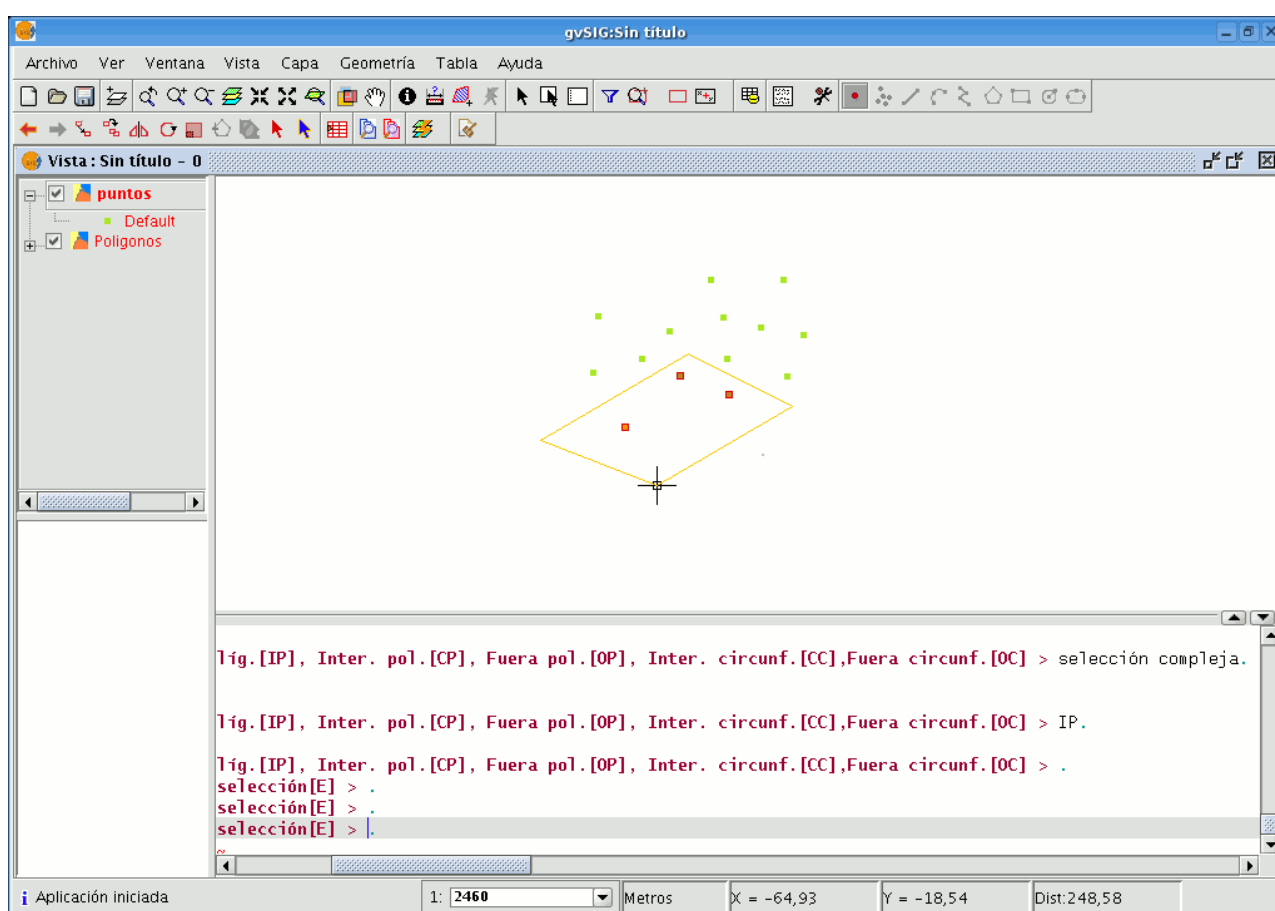 gvSIG:Sin título
Archivo Ver Ventana Vista Capa Geometría Tabla Ayuda
Vista : Sin título - 0
puntos
Default
Poligonos
líg.[IP], Inter. pol.[CP], Fuera pol.[OP], Inter. circunf.[CC],Fuera circunf.[OC] > selección compleja.
líg.[IP], Inter. pol.[CP], Fuera pol.[OP], Inter. circunf.[CC],Fuera circunf.[OC] > IP.
líg.[IP], Inter. pol.[CP], Fuera pol.[OP], Inter. circunf.[CC],Fuera circunf.[OC] > .
selección[E] > .
selección[E] > .
selección[E] > .
~
Aplicación iniciada 1: 2460 Metros X = -64,93 Y = -18,54 Dist:248,58